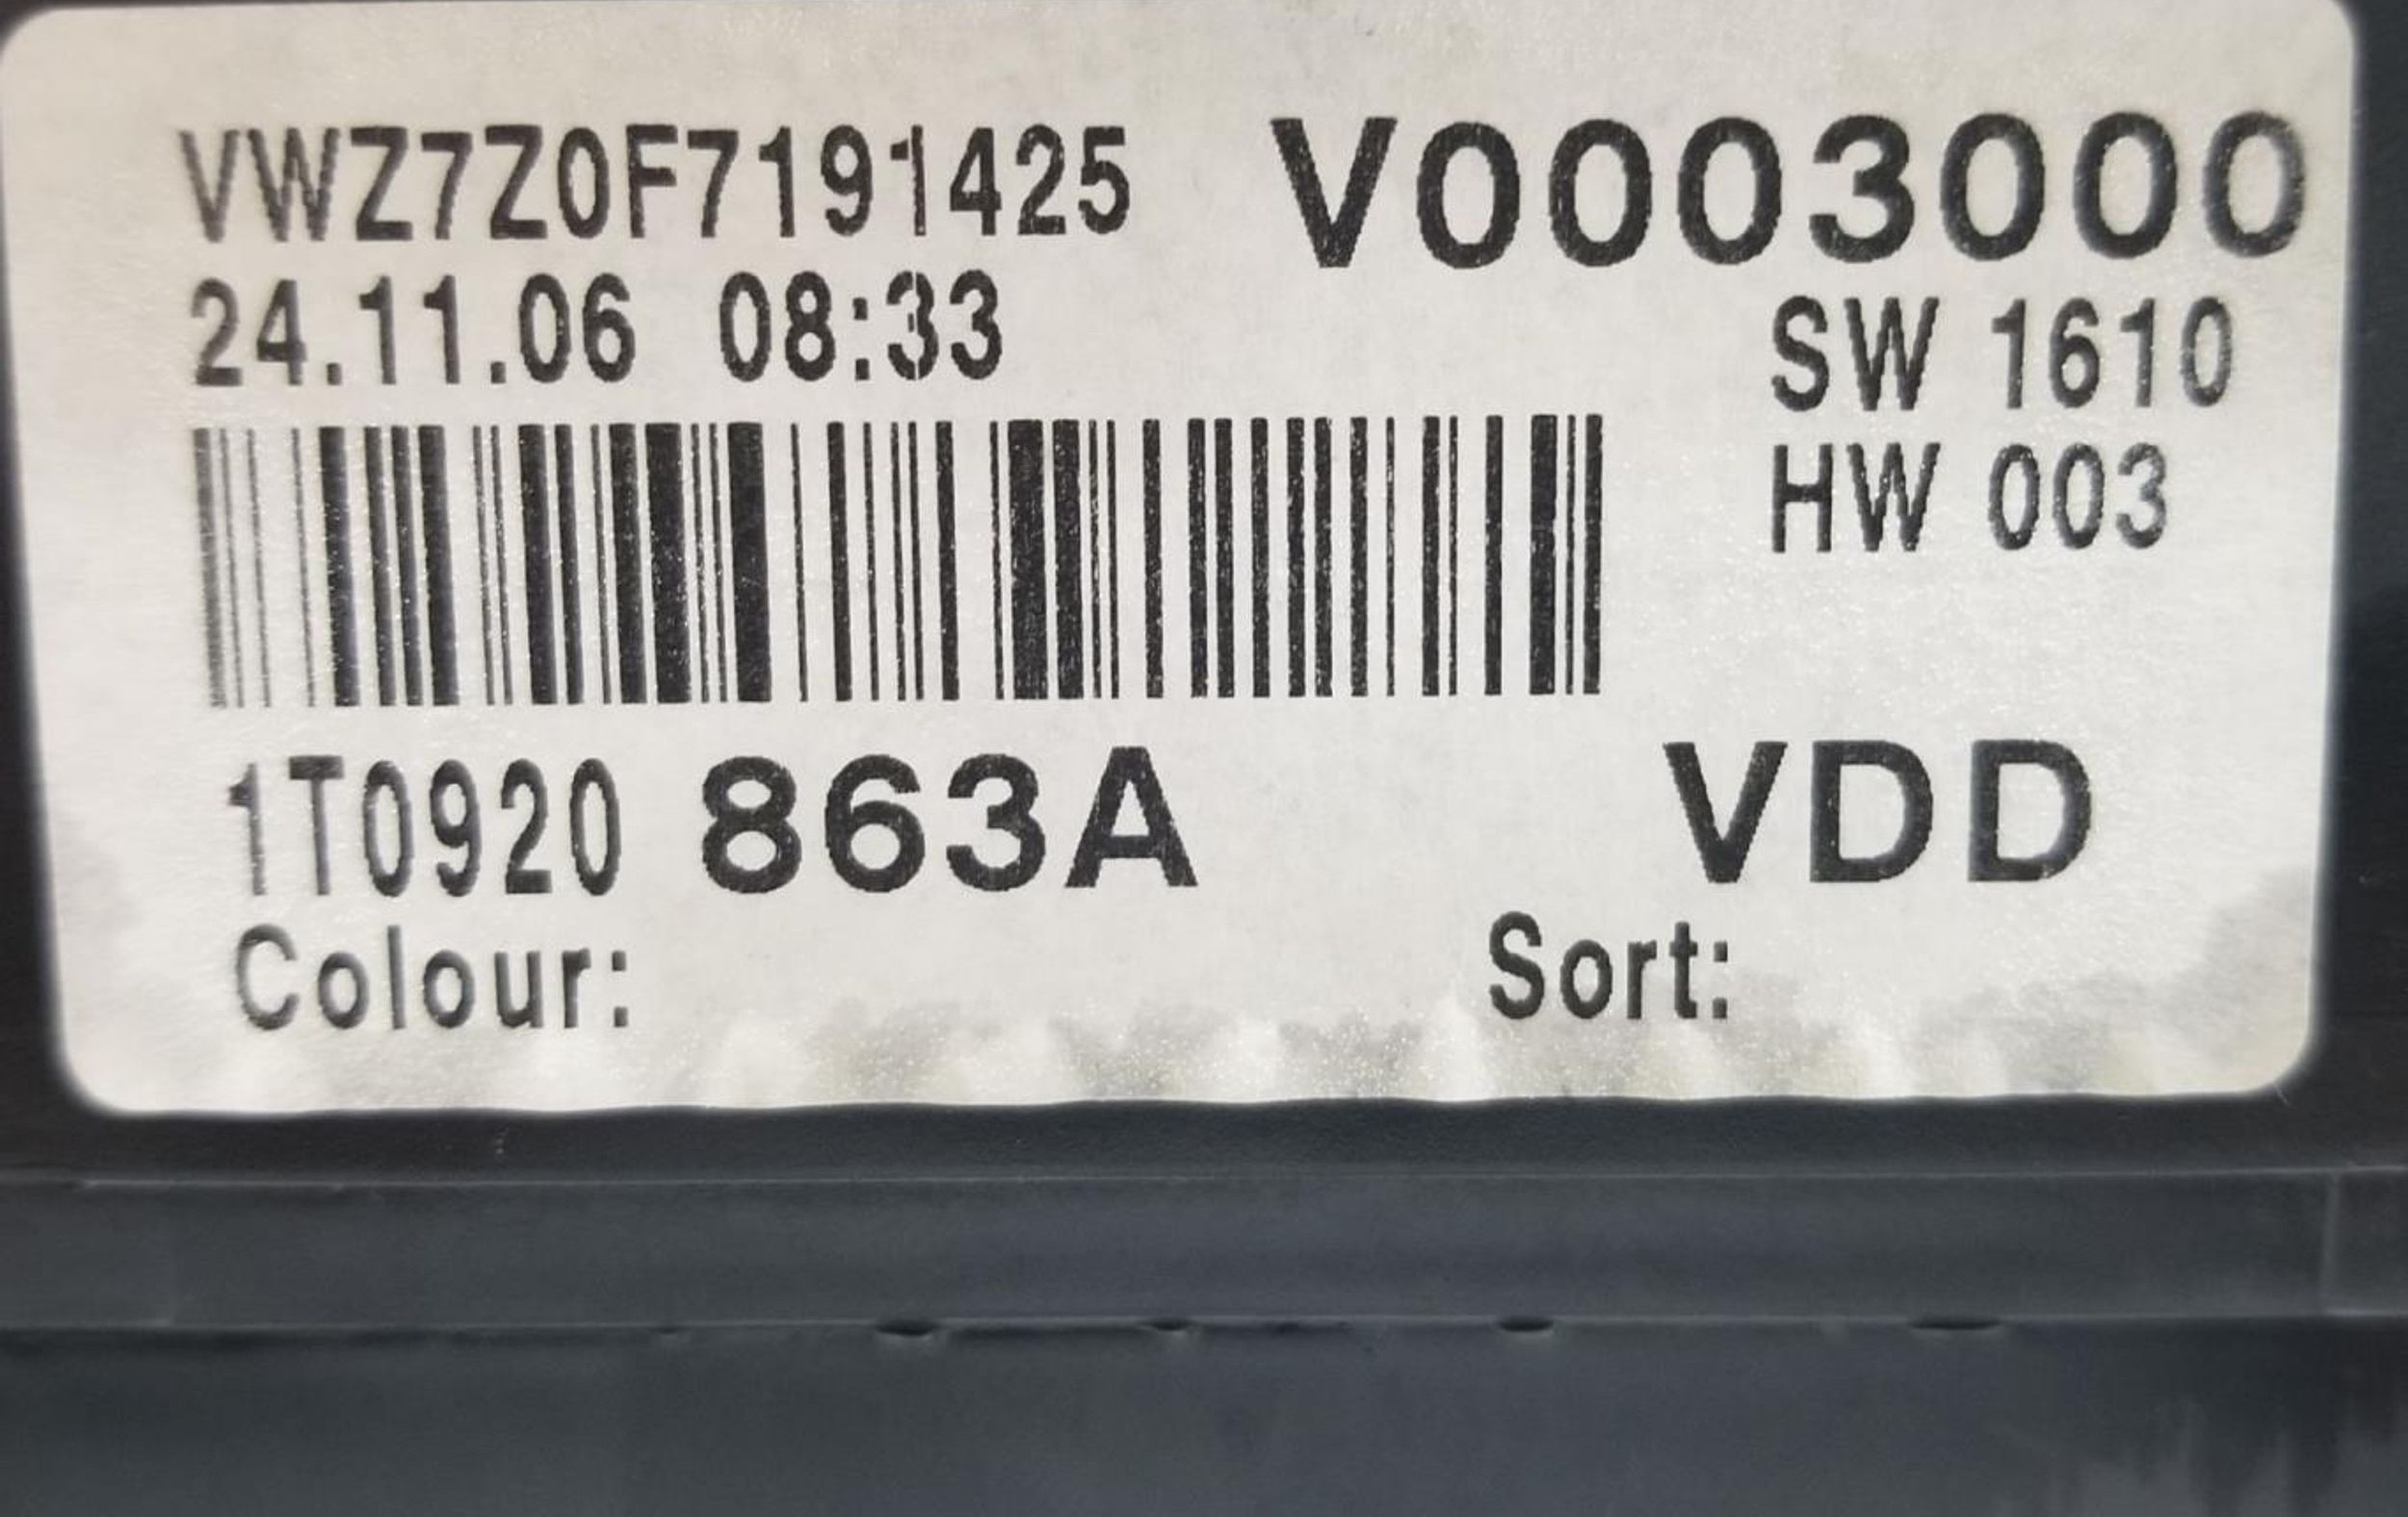 VWZ7Z0F7191425 V0003000
24.11.06 08:33 SW 1610
HW 003
1T0920 863A VDD
Colour: Sort: